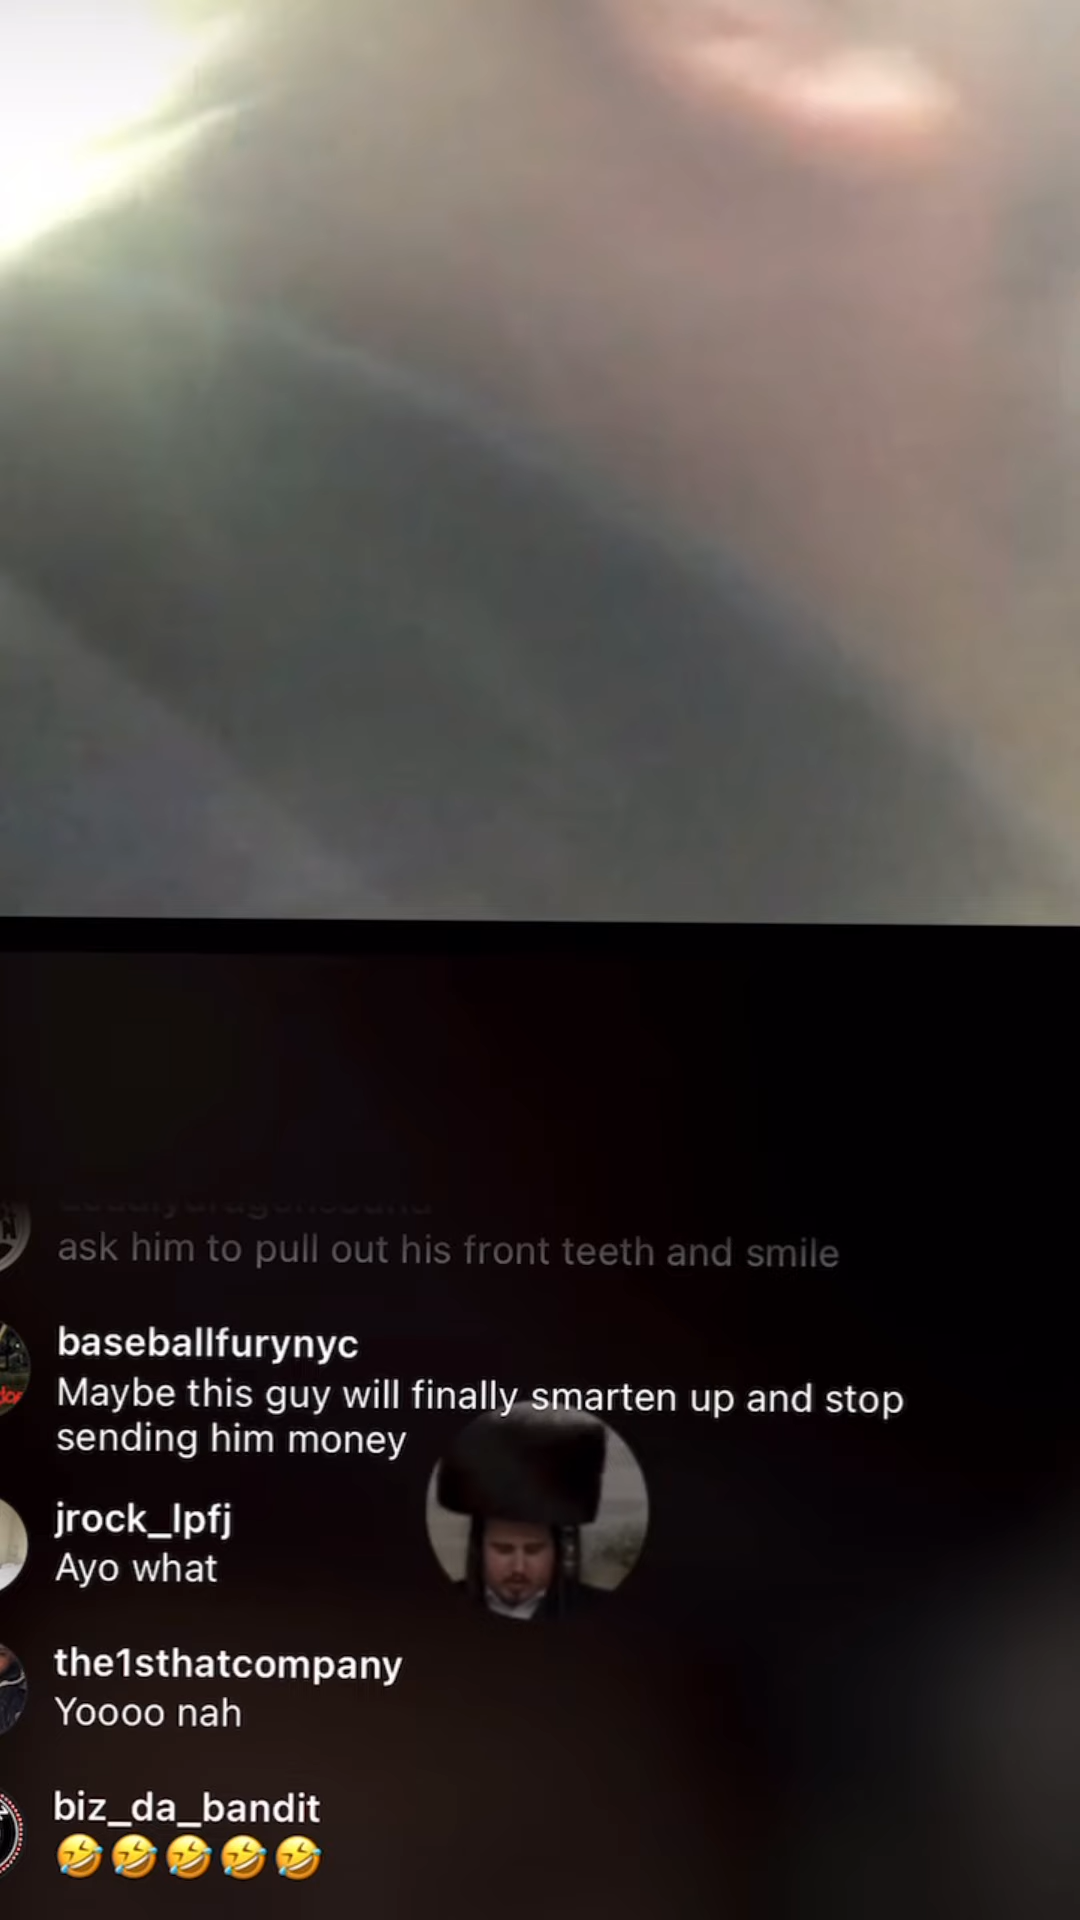 ask him to pull out his front teeth and smile
baseballfurynyc
Maybe this guy will finally smarten up and stop
sending him money
jrock_lpfj
Ayo what
the1sthatcompany
Yoooo nah
biz_da_bandit
🤣🤣🤣🤣🤣